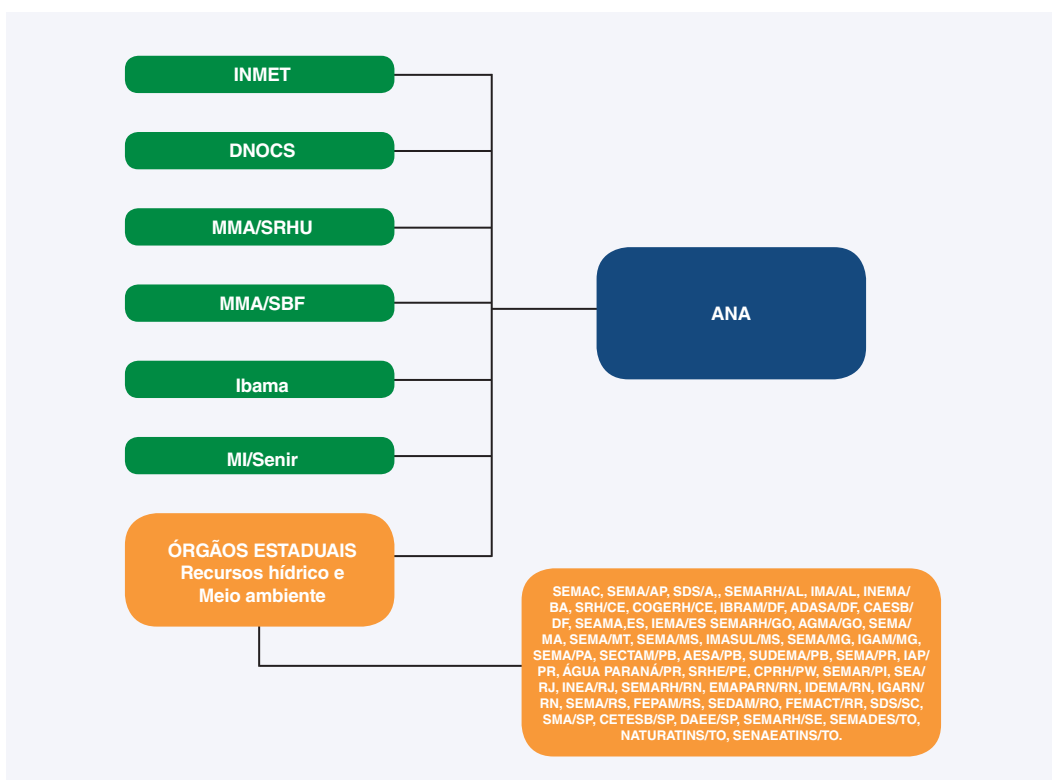 INMET
DNOCS
MMA/SRHU
MMA/SBF
Ibama
MI/Senir
ÓRGÃOS ESTADUAIS
Recursos hídrico e
Meio ambiente
ANA
SEMAC, SEMA/AP, SDS/A,, SEMARH/AL, IMA/AL, INEMA/
BA, SRH/CE, COGERH/CE, IBRAM/DF, ADASA/DF, CAESB/
DF, SEAMA,ES, IEMA/ES SEMARH/GO, AGMA/GO, SEMA/
MA, SEMA/MT, SEMA/MS, IMASUL/MS, SEMA/MG, IGAM/MG,
SEMA/PA, SECTAM/PB, AESA/PB, SUDEMA/PB, SEMA/PR, IAP/
PR, ÁGUA PARANÁ/PR, SRHE/PE, CPRH/PW, SEMAR/PI, SEA/
RJ, INEA/RJ, SEMARH/RN, EMAPARN/RN, IDEMA/RN, IGARN/
RN, SEMA/RS, FEPAM/RS, SEDAM/RO, FEMACT/RR, SDS/SC,
SMA/SP, CETESB/SP, DAEE/SP, SEMARH/SE, SEMADES/TO,
NATURATINS/TO, SENAEATINS/TO.